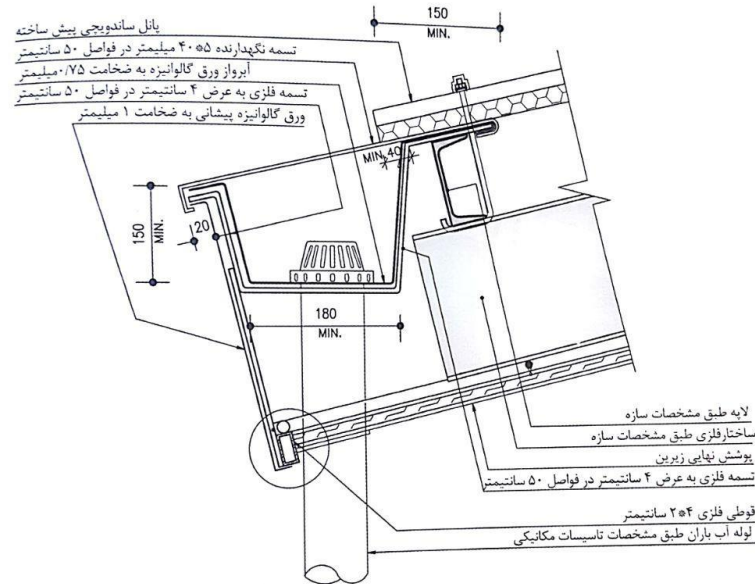 150
MIN.
پانل ساندویچی پیش ساخته
تسمه نگهدارنده ۵*۴۰ میلیمتر در فواصل ۵۰ سانتیمتر
آبرواز ورق گالوانیزه به ضخامت ۰/۷۵میلیمتر
تسمه فلزی به عرض ۴ سانتیمتر در فواصل ۵۰ سانتیمتر
ورق گالوانیزه پیشانی به ضخامت ۱ میلیمتر
MIN. 40
150
MIN.
20
180
MIN.
لاپه طبق مشخصات سازه
ساختارفلزی طبق مشخصات سازه
پوشش نهایی زیرین
تسمه فلزی به عرض ۴ سانتیمتر در فواصل ۵۰ سانتیمتر
قوطی فلزی ۴*۲ سانتیمتر
لوله آب باران طبق مشخصات تاسیسات مکانیکی